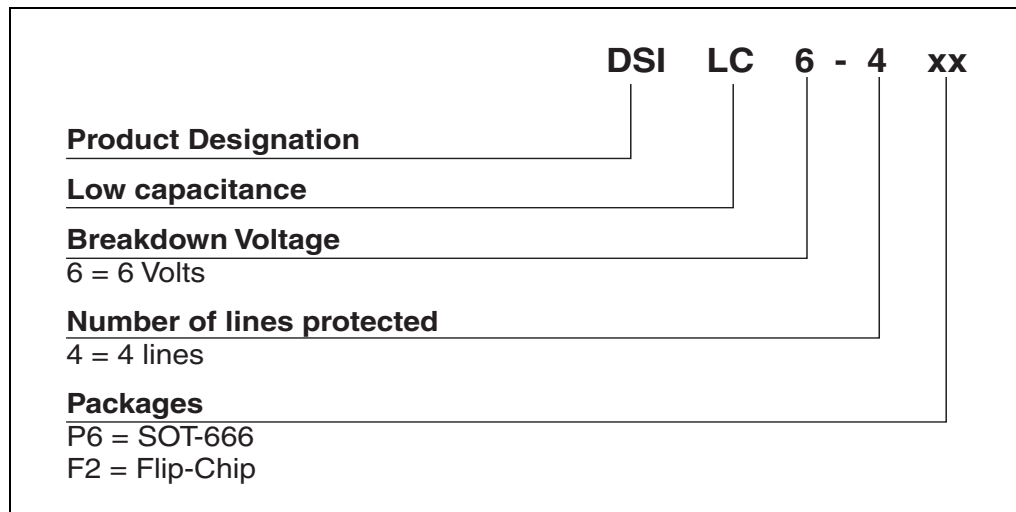 DSI LC 6 - 4 xx
Product Designation
Low capacitance
Breakdown Voltage
6 = 6 Volts
Number of lines protected
4 = 4 lines
Packages
P6 = SOT-666
F2 = Flip-Chip